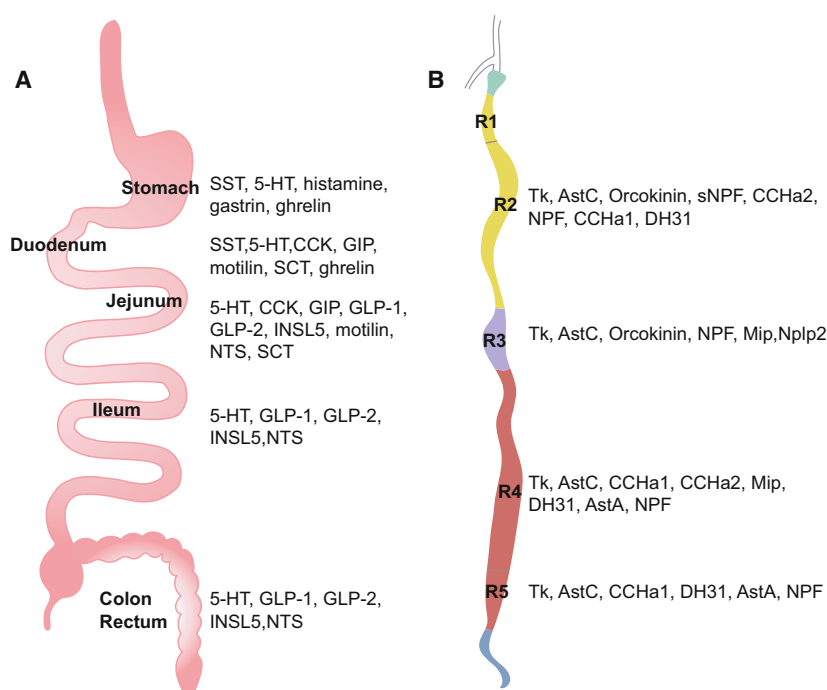 A
Stomach
SST, 5-HT, histamine,
gastrin, ghrelin
Duodenum
SST,5-HT,CCK, GIP,
motilin, SCT, ghrelin
Jejunum
5-HT, CCK, GIP, GLP-1,
GLP-2, INSL5, motilin,
NTS, SCT
Ileum
5-HT, GLP-1, GLP-2,
INSL5,NTS
Colon
Rectum
5-HT, GLP-1, GLP-2,
INSL5,NTS
B
R1
R2
Tk, AstC, Orcokinin, sNPF, CCHa2,
NPF, CCHa1, DH31
R3
Tk, AstC, Orcokinin, NPF, Mip,Nplp2
R4
Tk, AstC, CCHa1, CCHa2, Mip,
DH31, AstA, NPF
R5
Tk, AstC, CCHa1, DH31, AstA, NPF